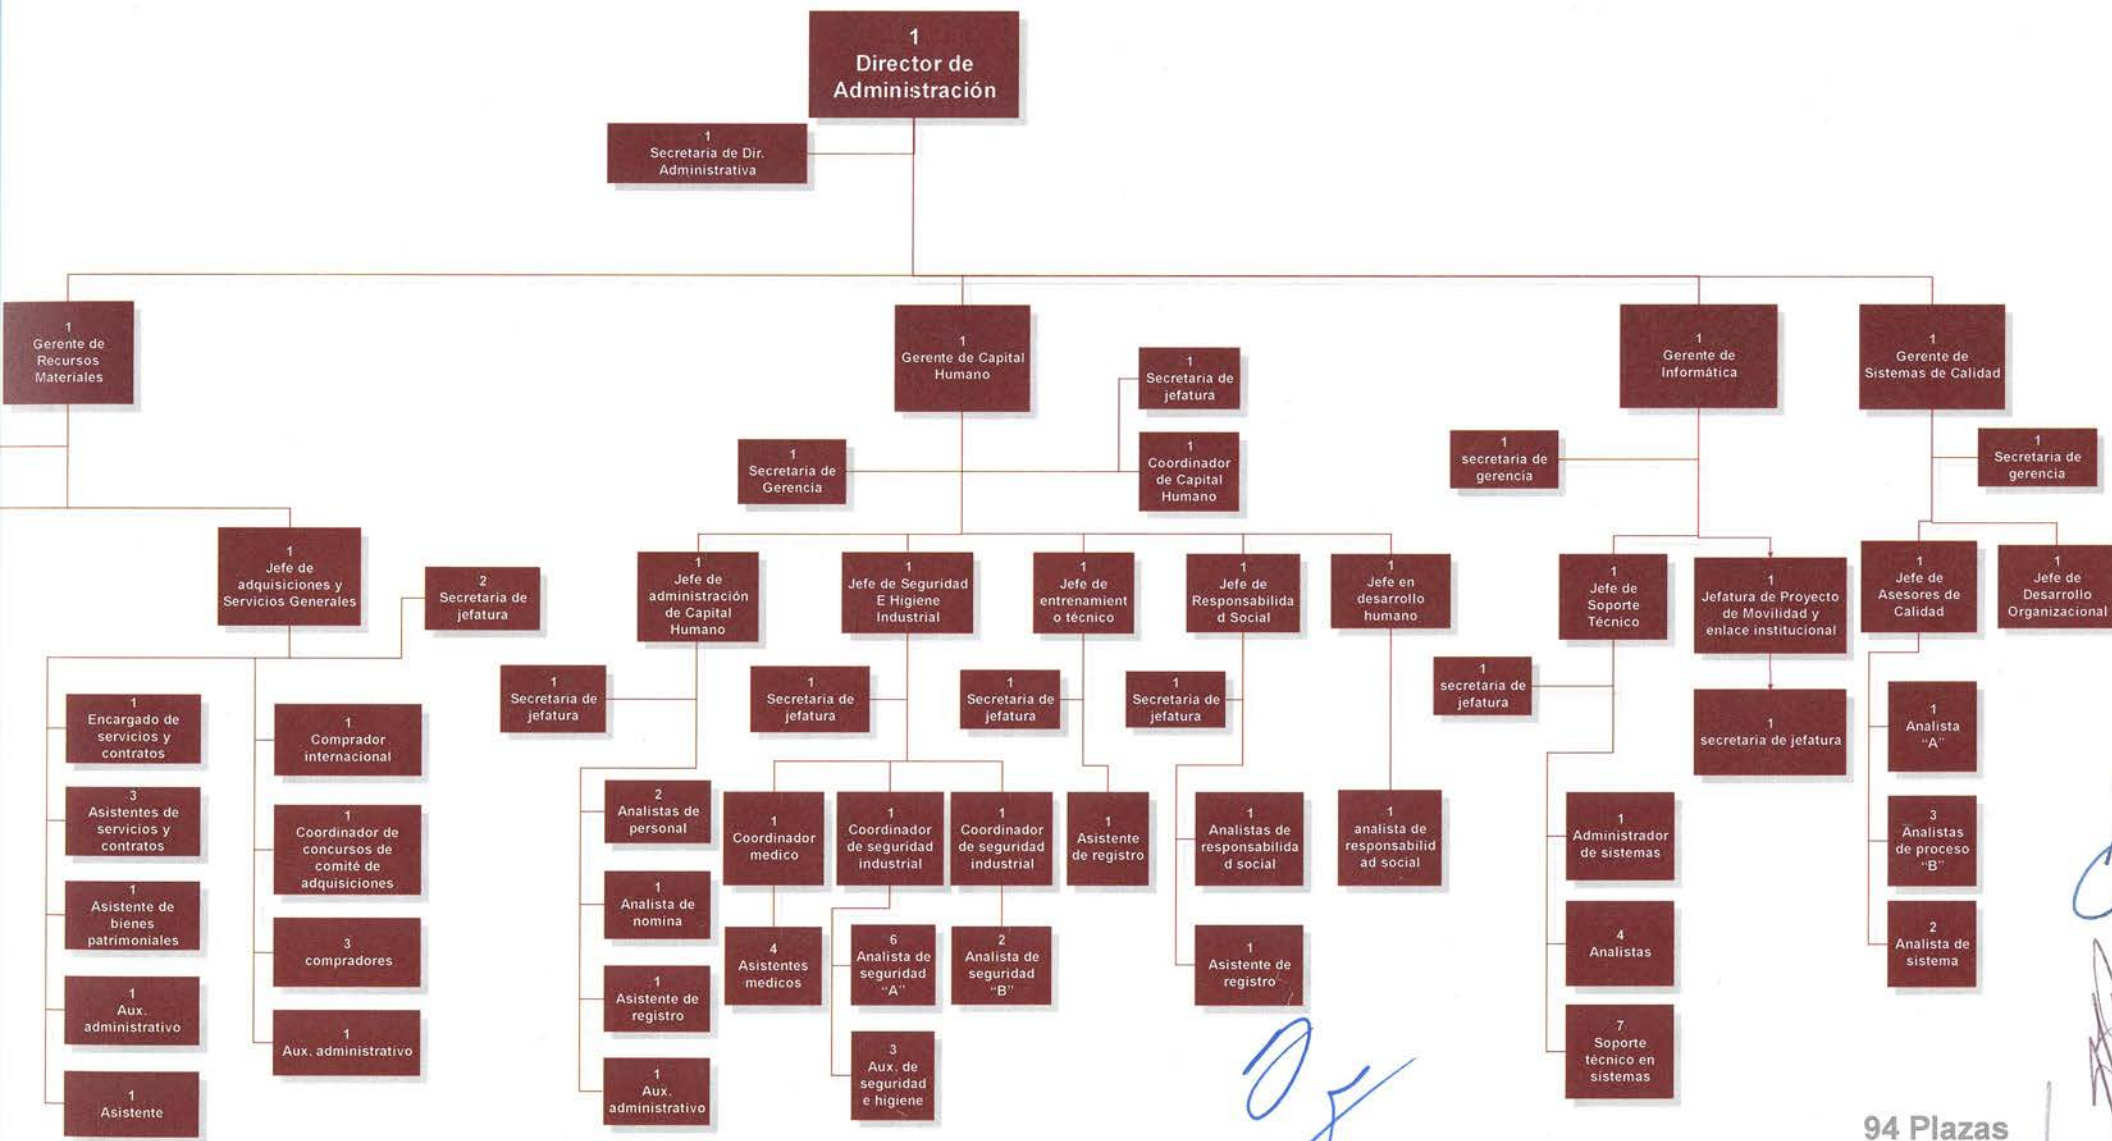 1
Director de
Administración
1
Secretaria de Dir.
Administrativa
1
Gerente de
Recursos
Materiales
1
Gerente de Capital
Humano
1
Gerente de
Informática
1
Gerente de
Sistemas de Calidad
1
Secretaria de
jefatura
1
Secretaria de
Gerencia
1
Coordinador
de Capital
Humano
1
secretaria de
gerencia
1
Secretaria de
gerencia
1
Jefe de
adquisiciones y
Servicios Generales
2
Secretaria de
jefatura
1
Jefe de
administración
de Capital
Humano
1
Jefe de Seguridad
E Higiene
Industrial
1
Jefe de
entrenamient
o técnico
1
Jefe de
Responsabilida
d Social
1
Jefe en
desarrollo
humano
1
Jefe de
Soporte
Técnico
1
Jefatura de Proyecto
de Movilidad y
enlace institucional
1
Jefe de
Asesores de
Calidad
1
Jefe de
Desarrollo
Organizacional
1
Secretaria de
jefatura
1
Secretaria de
jefatura
1
Secretaria de
jefatura
1
Secretaria de
jefatura
1
secretaria de
jefatura
1
secretaria de jefatura
1
Encargado de
servicios y
contratos
3
Asistentes de
servicios y
contratos
1
Asistente de
bienes
patrimoniales
1
Aux.
administrativo
1
Asistente
1
Comprador
internacional
1
Coordinador de
concursos de
comité de
adquisiciones
3
compradores
1
Aux. administrativo
2
Analistas de
personal
1
Analista de
nomina
1
Asistente de
registro
1
Aux.
administrativo
1
Coordinador
medico
4
Asistentes
medicos
1
Coordinador
de seguridad
industrial
6
Analista de
seguridad
“A”
3
Aux. de
seguridad
e higiene
1
Coordinador
de seguridad
industrial
2
Analista de
seguridad
“B”
1
Asistente
de registro
1
Analistas de
responsabilida
d social
1
Asistente de
registro
1
analista de
responsabilid
ad social
1
Administrador
de sistemas
4
Analistas
7
Soporte
técnico en
sistemas
1
Analista
“A”
3
Analistas
de proceso
“B”
2
Analista de
sistema
94 Plazas